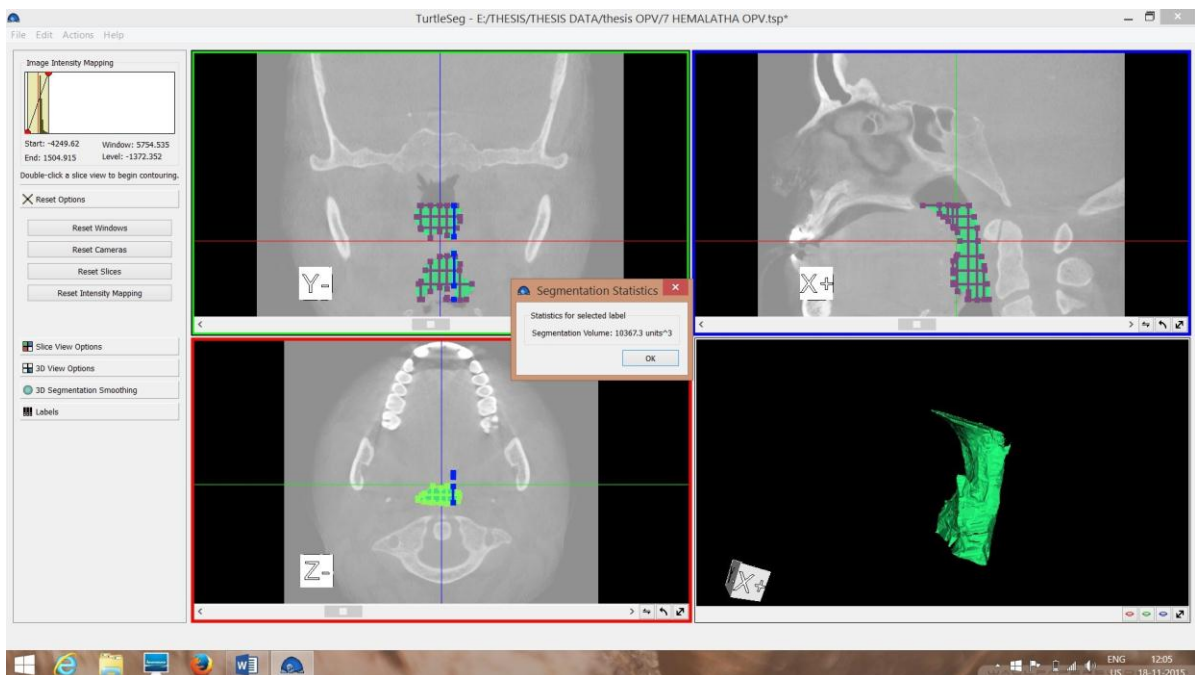 TurtleSeg - E:/THESIS/THESIS DATA/thesis OPV/7 HEMALATHA OPV.tsp*
File Edit Actions Help
Image Intensity Mapping
Start: -4249.62 Window: 5754.535
End: 1504.915 Level: -1372.352
Double-click a slice view to begin contouring.
Reset Options
Reset Windows
Reset Cameras
Reset Slices
Reset Intensity Mapping
Slice View Options
3D View Options
3D Segmentation Smoothing
Labels
Y-
X+
Segmentation Statistics
Statistics for selected label
Segmentation Volume: 10367.3 units^3
OK
Z-
X+
ENG 12:05
US 18-11-2015